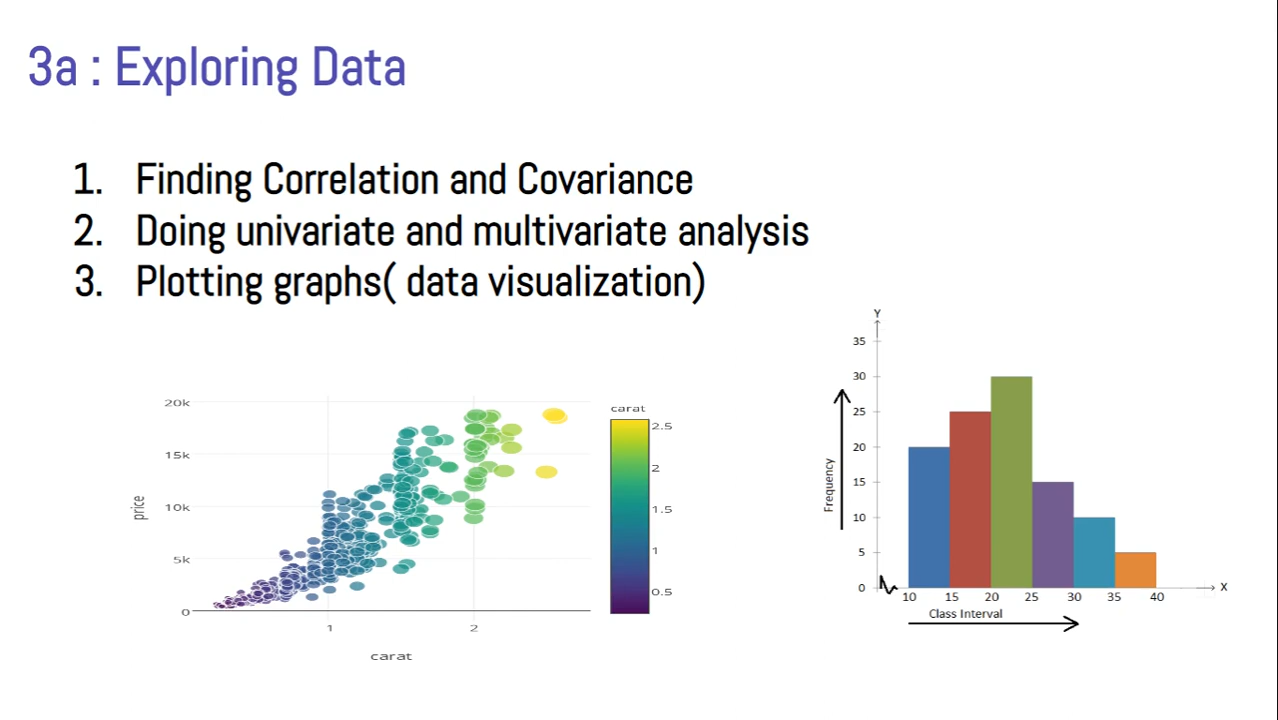 3a : Exploring Data
1. Finding Correlation and Covariance
2. Doing univariate and multivariate analysis
3. Plotting graphs( data visualization)
20k
15k
10k
5k
0
price
1
2
carat
carat
2.5
2
1.5
1
0.5
Y
35
30
25
20
15
10
5
0
Frequency
10
15
20
25
30
35
40
X
Class Interval